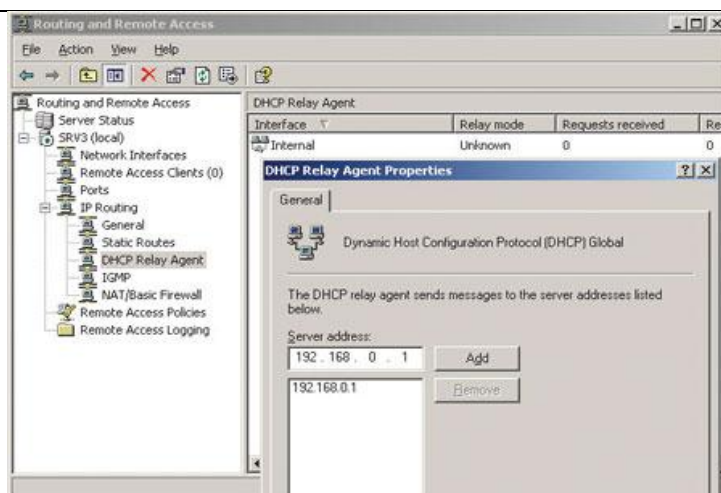 Routing and Remote Access
File Action View Help
Routing and Remote Access
Server Status
SRV3 (local)
Network Interfaces
Remote Access Clients (0)
Ports
IP Routing
General
Static Routes
DHCP Relay Agent
IGMP
NAT/Basic Firewall
Remote Access Policies
Remote Access Logging
DHCP Relay Agent
Interface Relay mode Requests received Re
Internal Unknown 0 0
DHCP Relay Agent Properties
General
Dynamic Host Configuration Protocol (DHCP) Global
The DHCP relay agent sends messages to the server addresses listed
below.
Server address:
192 . 168 . 0 . 1 Add
192.168.0.1 Remove